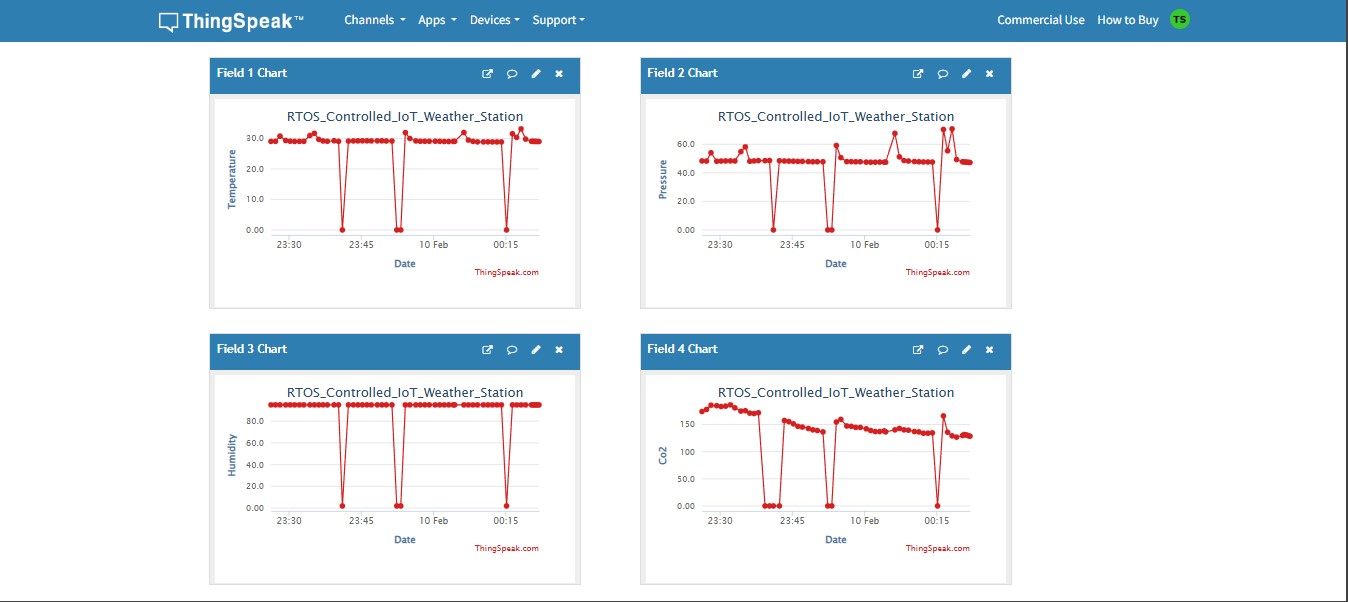 ThingSpeak™ Channels Apps Devices Support Commercial Use How to Buy TS
Field 1 Chart
RTOS_Controlled_IoT_Weather_Station
Temperature
30.0
20.0
10.0
0.00
23:30 23:45 10 Feb 00:15
Date
ThingSpeak.com
Field 2 Chart
RTOS_Controlled_IoT_Weather_Station
Pressure
60.0
40.0
20.0
0.00
23:30 23:45 10 Feb 00:15
Date
ThingSpeak.com
Field 3 Chart
RTOS_Controlled_IoT_Weather_Station
Humidity
80.0
60.0
40.0
20.0
0.00
23:30 23:45 10 Feb 00:15
Date
ThingSpeak.com
Field 4 Chart
RTOS_Controlled_IoT_Weather_Station
Co2
150
100
50.0
0.00
23:30 23:45 10 Feb 00:15
Date
ThingSpeak.com